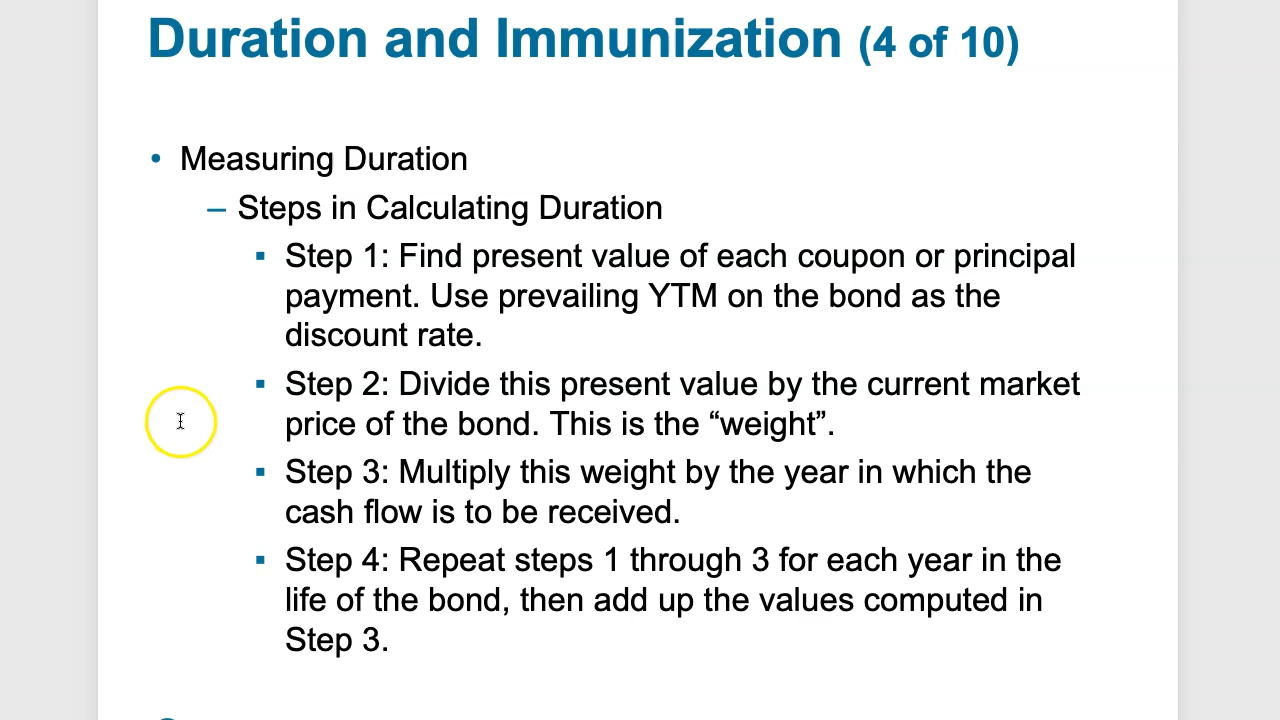 Duration and Immunization (4 of 10)
• Measuring Duration
– Steps in Calculating Duration
▪ Step 1: Find present value of each coupon or principal
payment. Use prevailing YTM on the bond as the
discount rate.
▪ Step 2: Divide this present value by the current market
price of the bond. This is the “weight”.
▪ Step 3: Multiply this weight by the year in which the
cash flow is to be received.
▪ Step 4: Repeat steps 1 through 3 for each year in the
life of the bond, then add up the values computed in
Step 3.